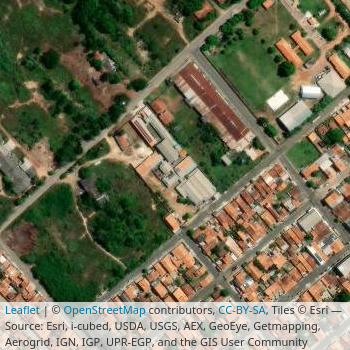 Leaflet | © OpenStreetMap contributors, CC-BY-SA, Tiles © Esri —
Source: Esri, i-cubed, USDA, USGS, AEX, GeoEye, Getmapping,
Aerogrid, IGN, IGP, UPR-EGP, and the GIS User Community